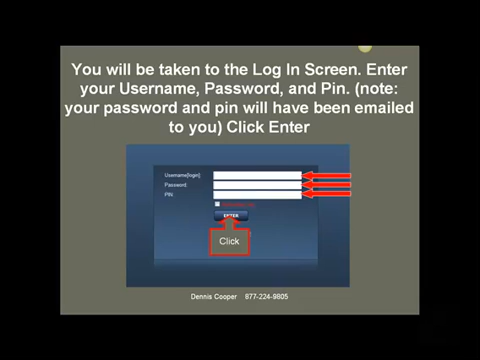 You will be taken to the Log In Screen. Enter
your Username, Password, and Pin. (note:
your password and pin will have been emailed
to you) Click Enter
Username[login]:
Password:
PIN:
ENTER
Click
Dennis Cooper 877-224-9805